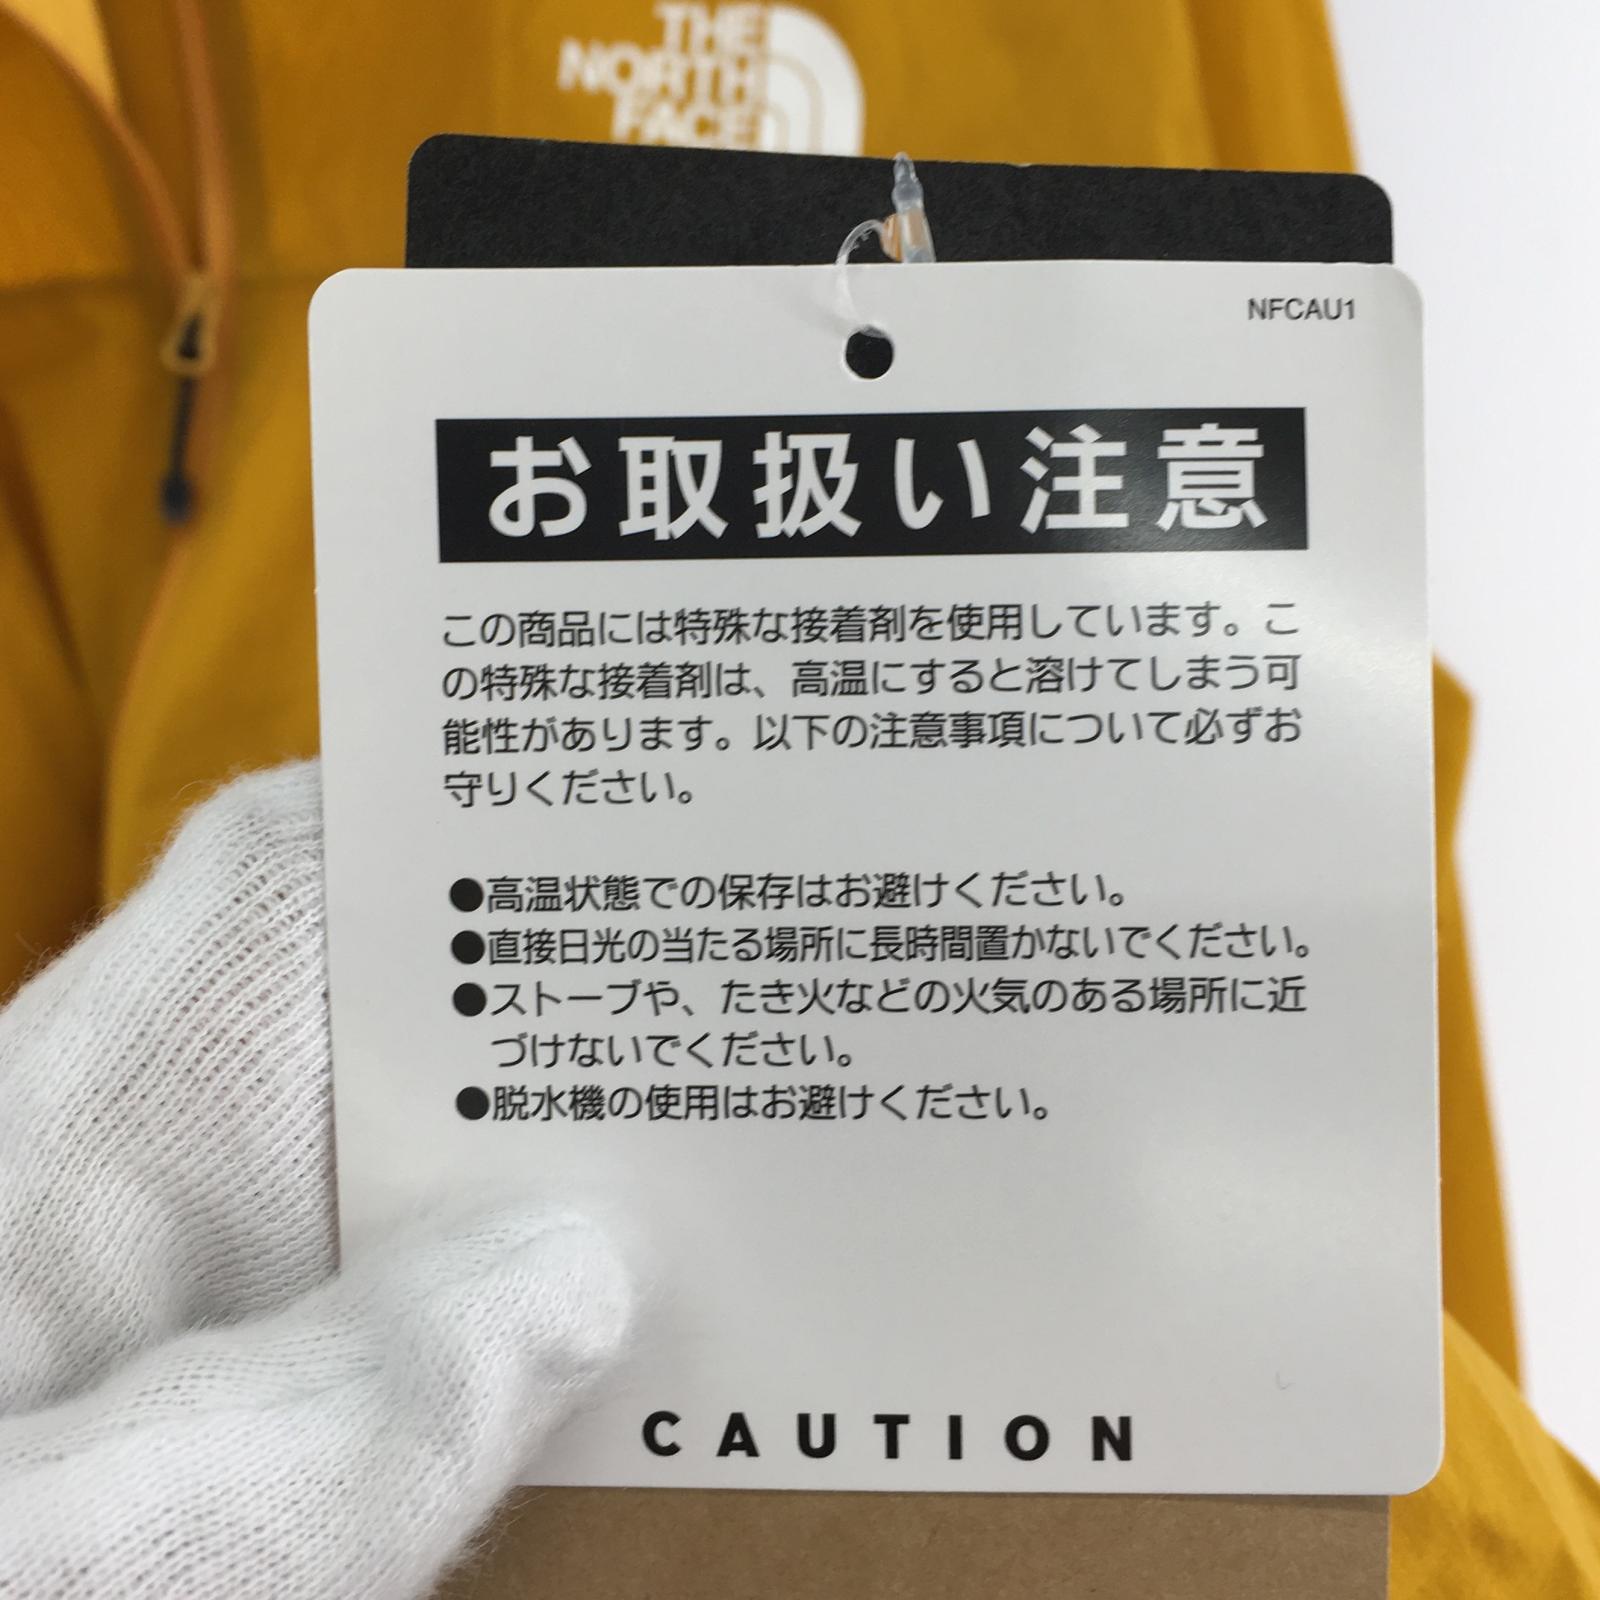 THE
NORTH
FACE
NFCAU1
お取扱い注意
この商品には特殊な接着剤を使用しています。こ
の特殊な接着剤は、高温にすると溶けてしまう可
能性があります。以下の注意事項について必ずお
守りください。
●高温状態での保存はお避けください。
●直接日光の当たる場所に長時間置かないでください。
●ストーブや、たき火などの火気のある場所に近
づけないでください。
●脱水機の使用はお避けください。
CAUTION